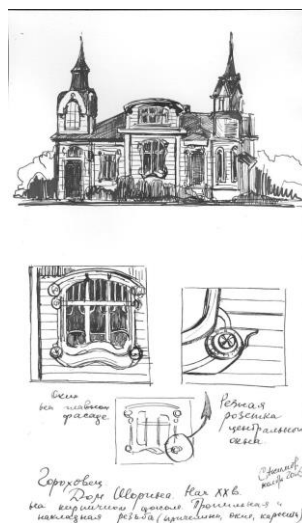 Окно
на главном
фасаде
Резная
розетка
центрального
окна
Гороховец
Дом Шорина. Нач XX в.
на кирпичном цоколе. Пропильная и
накладная резьба (причелины, окна, карнизы)